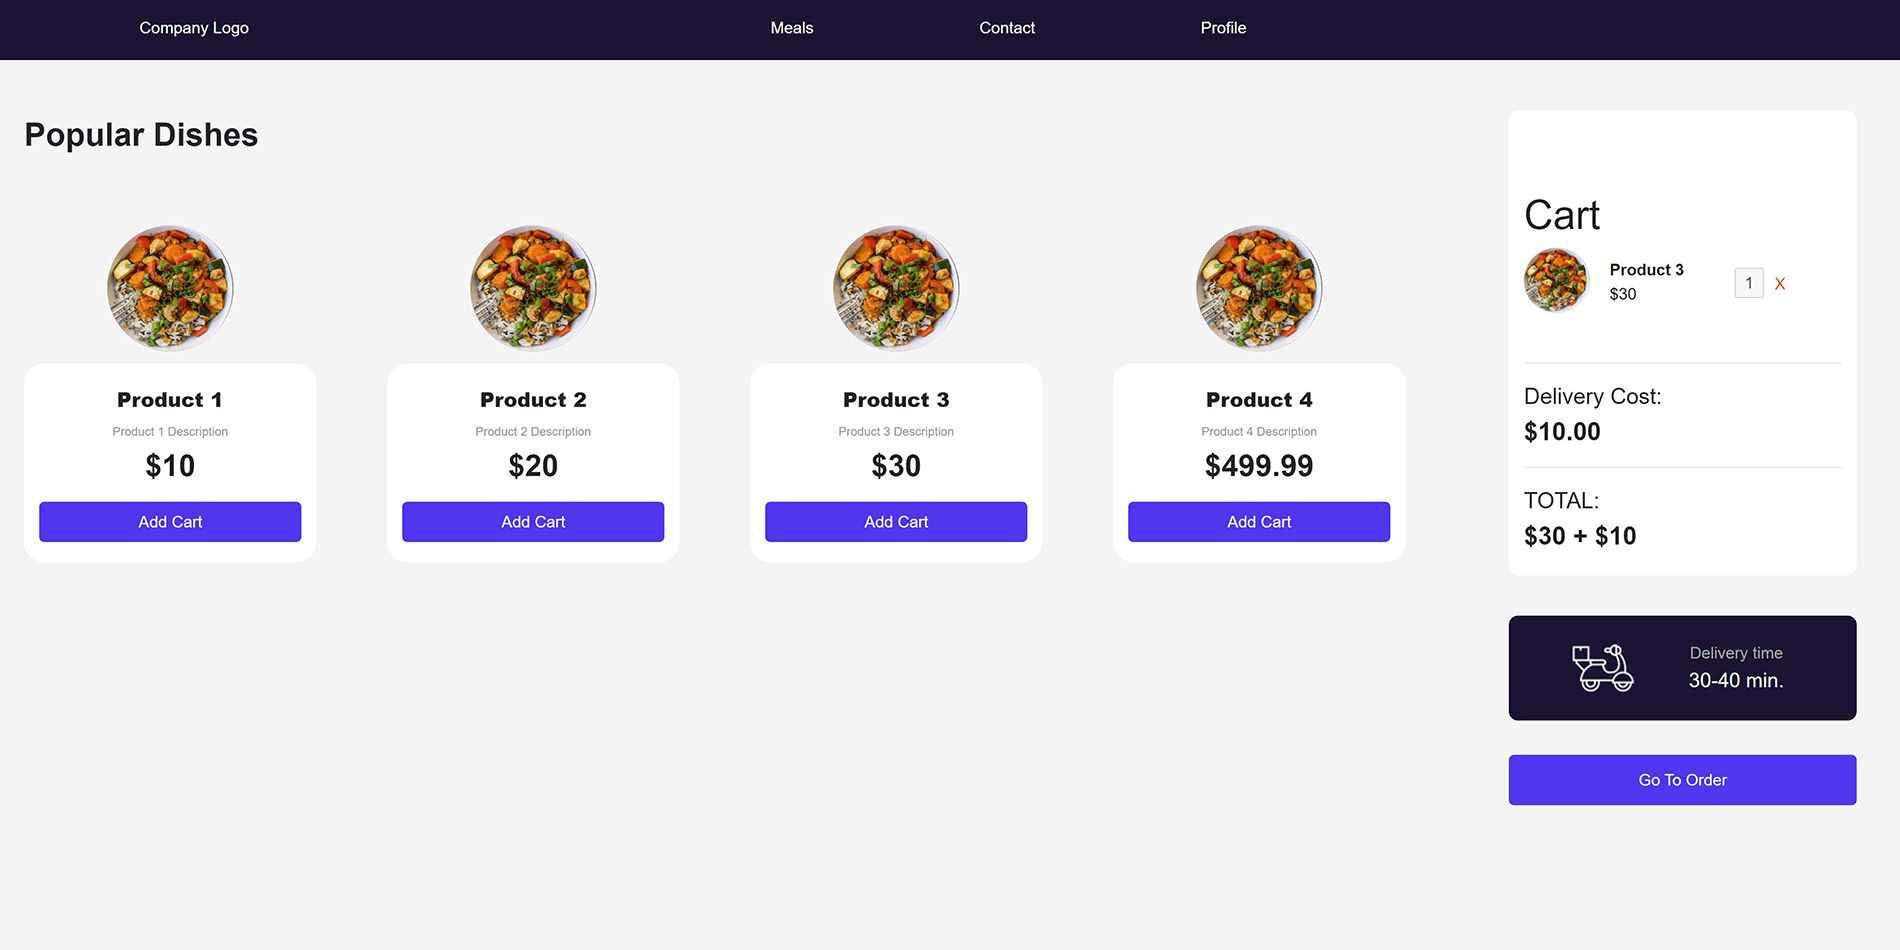 Company Logo
Meals
Contact
Profile
Popular Dishes
Product 1
Product 1 Description
$10
Add Cart
Product 2
Product 2 Description
$20
Add Cart
Product 3
Product 3 Description
$30
Add Cart
Product 4
Product 4 Description
$499.99
Add Cart
Cart
Product 3
$30
1
X
Delivery Cost:
$10.00
TOTAL:
$30 + $10
Delivery time
30-40 min.
Go To Order